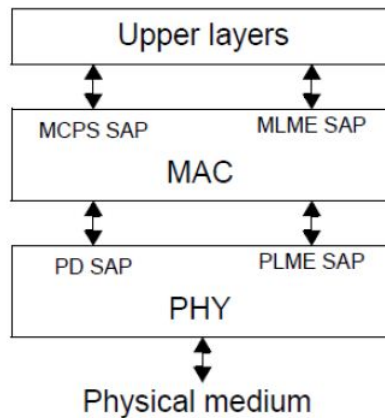 Upper layers
MCPS SAP MLME SAP
MAC
PD SAP PLME SAP
PHY
Physical medium